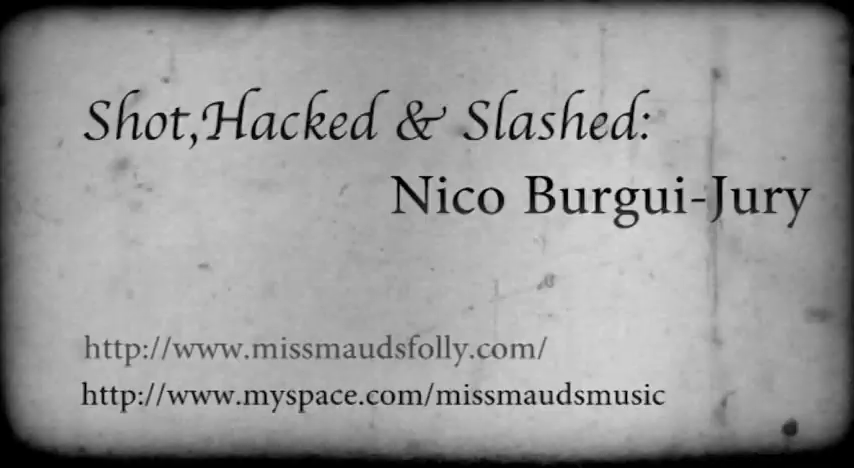 Shot,Hacked & Slashed:
Nico Burgui-Jury
http://www.missmaudsfolly.com/
http://www.myspace.com/missmaudsmusic